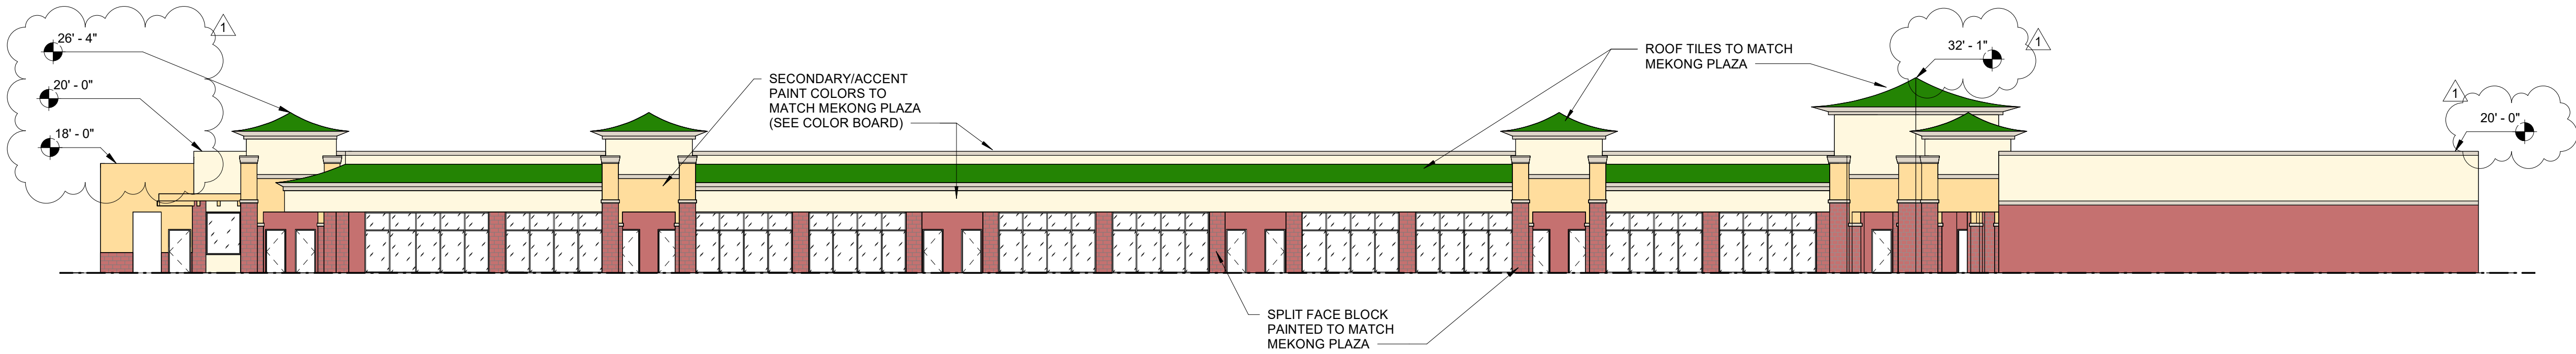 26' - 4"
1
20' - 0"
18' - 0"
SECONDARY/ACCENT
PAINT COLORS TO
MATCH MEKONG PLAZA
(SEE COLOR BOARD)
ROOF TILES TO MATCH
MEKONG PLAZA
32' - 1"
1
1
20' - 0"
SPLIT FACE BLOCK
PAINTED TO MATCH
MEKONG PLAZA